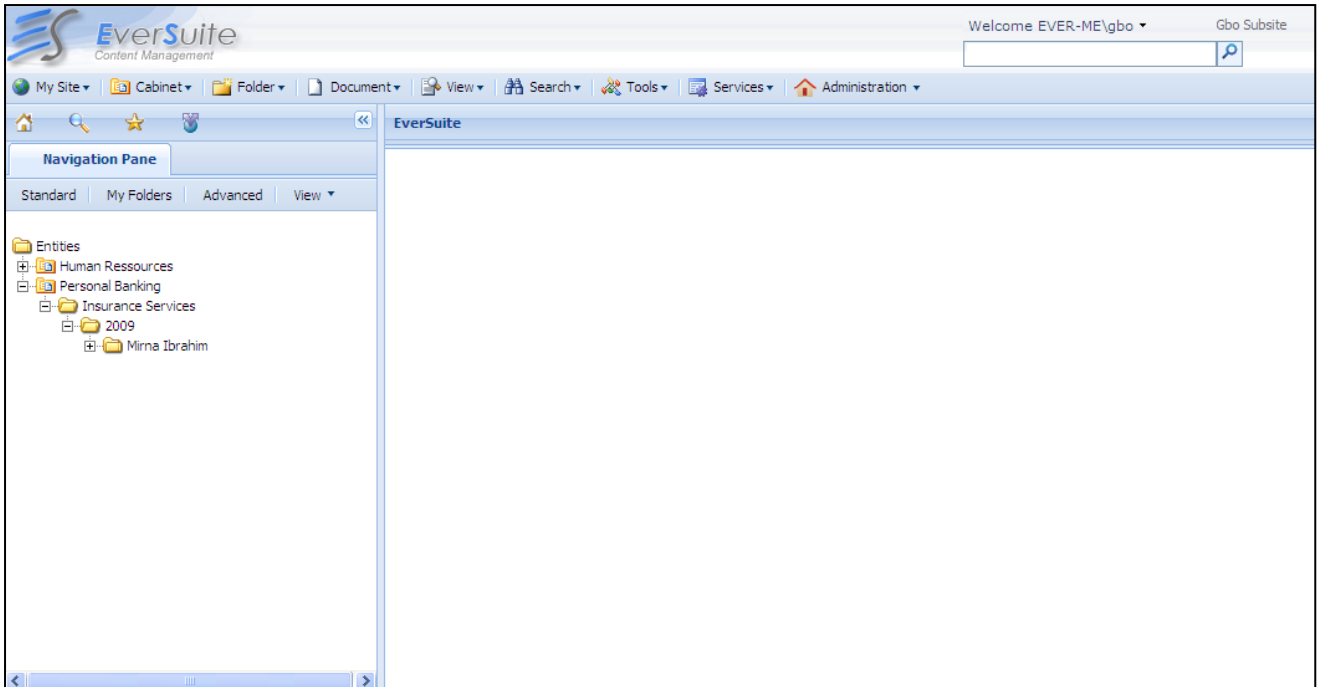 EverSuite
Content Management
Welcome EVER-ME\gbo
Gbo Subsite
My Site Cabinet Folder Document View Search Tools Services Administration
EverSuite
Navigation Pane
Standard My Folders Advanced View
Entities
Human Ressources
Personal Banking
Insurance Services
2009
Mirna Ibrahim